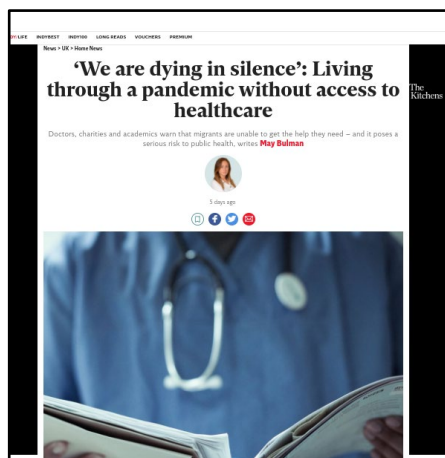 DY/LIFE INDYBEST INDY100 LONG READS VOUCHERS PREMIUM
News > UK > Home News
‘We are dying in silence’: Living
through a pandemic without access to
healthcare
The
Kitchens
Doctors, charities and academics warn that migrants are unable to get the help they need – and it poses a
serious risk to public health, writes May Bulman
5 days ago